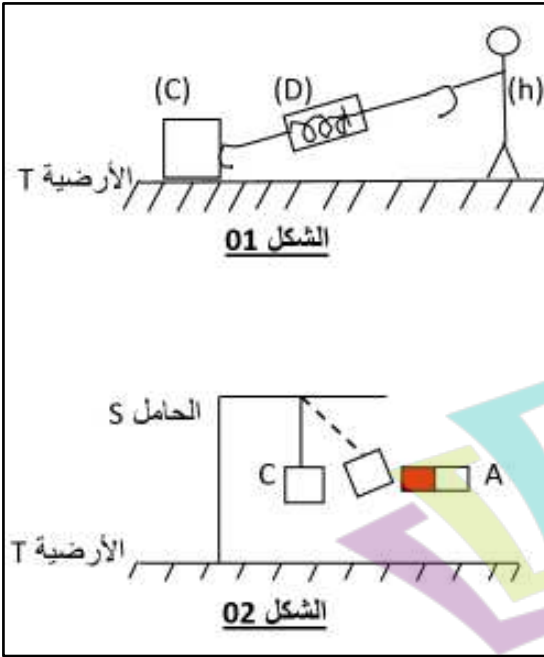 (C) (D) (h)
الأرضية T
الشكل 01
الحامل S
C A
الأرضية T
الشكل 02